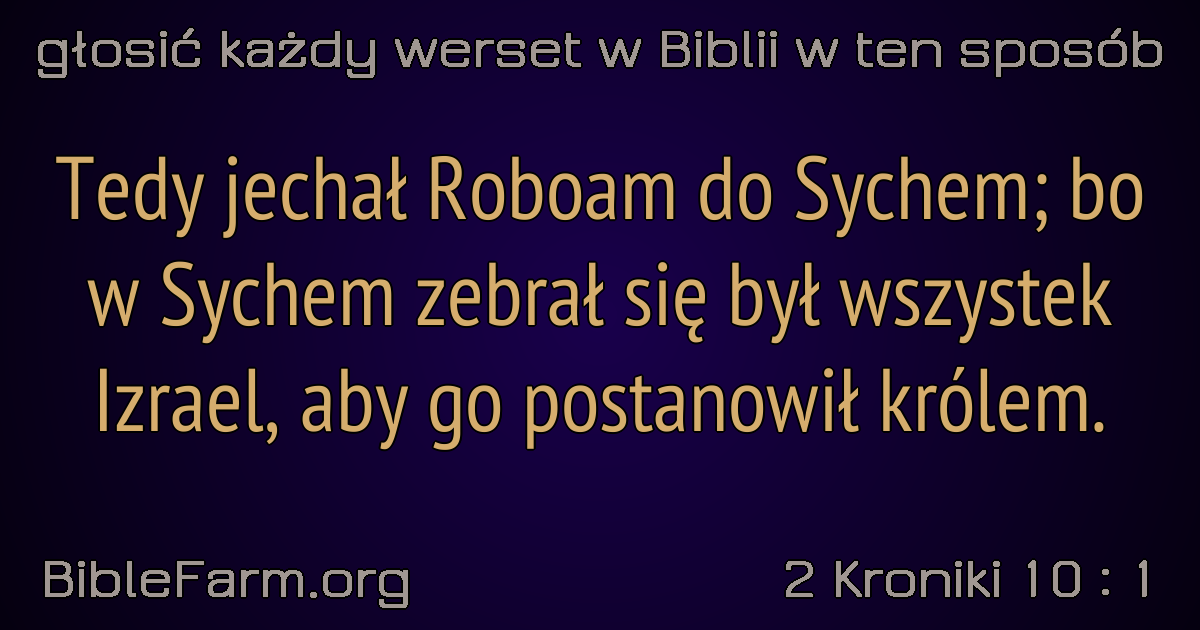 głosić każdy werset w Biblii w ten sposób
Tedy jechał Roboam do Sychem; bo
w Sychem zebrał się był wszystek
Izrael, aby go postanowił królem.
BibleFarm.org
2 Kroniki 10 : 1